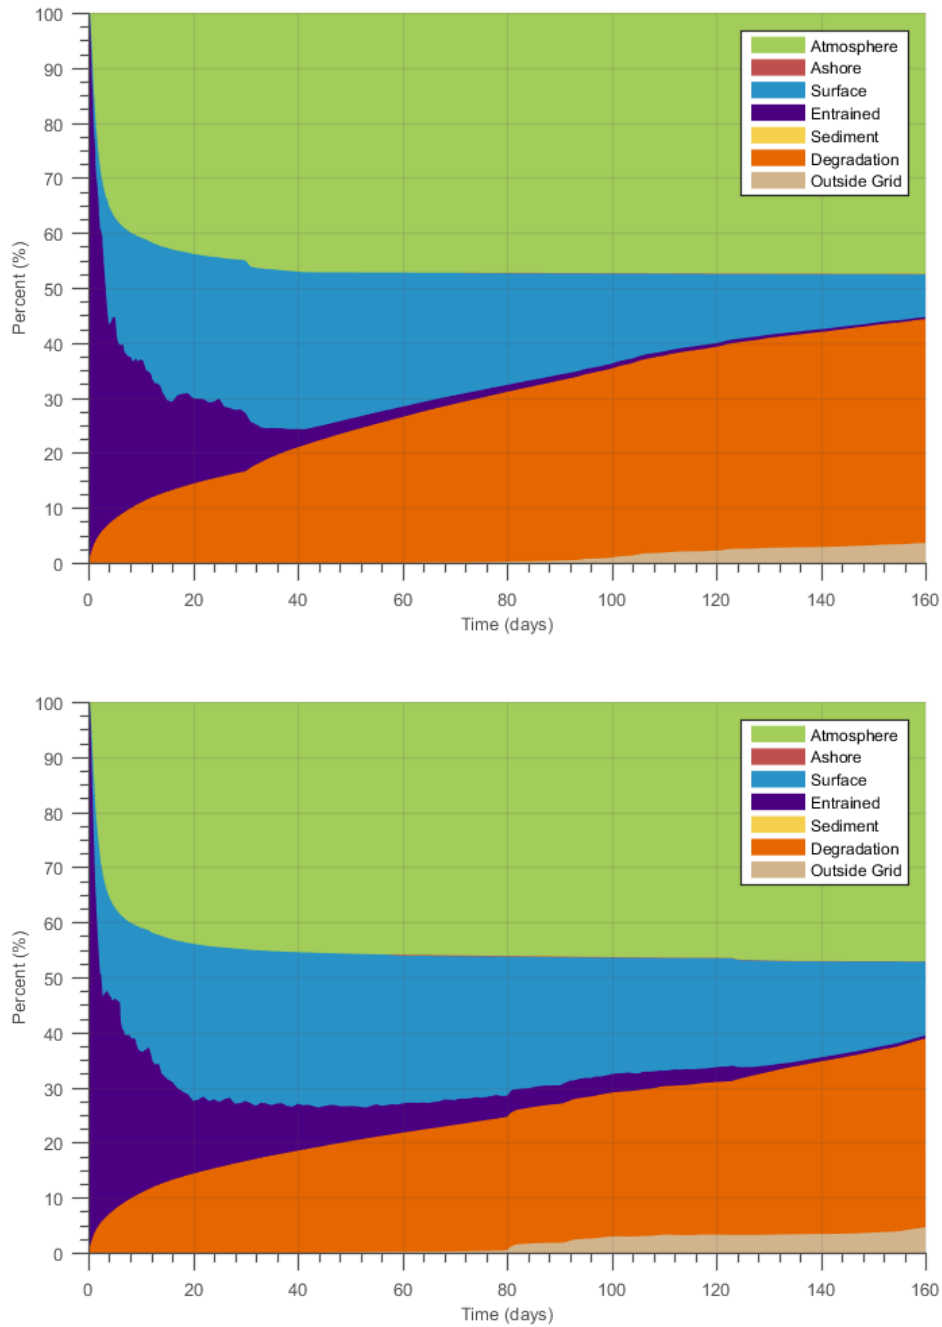 100
90
80
70
60
50
40
30
20
10
0
Percent (%)
Atmosphere
Ashore
Surface
Entrained
Sediment
Degradation
Outside Grid
0 20 40 60 80 100 120 140 160
Time (days)
100
90
80
70
60
50
40
30
20
10
0
Percent (%)
Atmosphere
Ashore
Surface
Entrained
Sediment
Degradation
Outside Grid
0 20 40 60 80 100 120 140 160
Time (days)